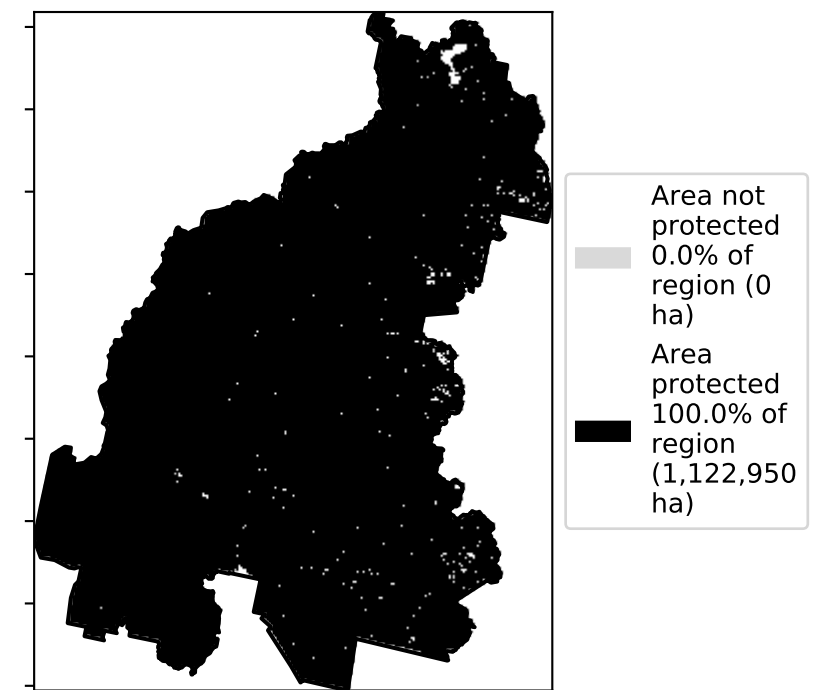 Area not
protected
0.0% of
region (0
ha)
Area
protected
100.0% of
region
(1,122,950
ha)